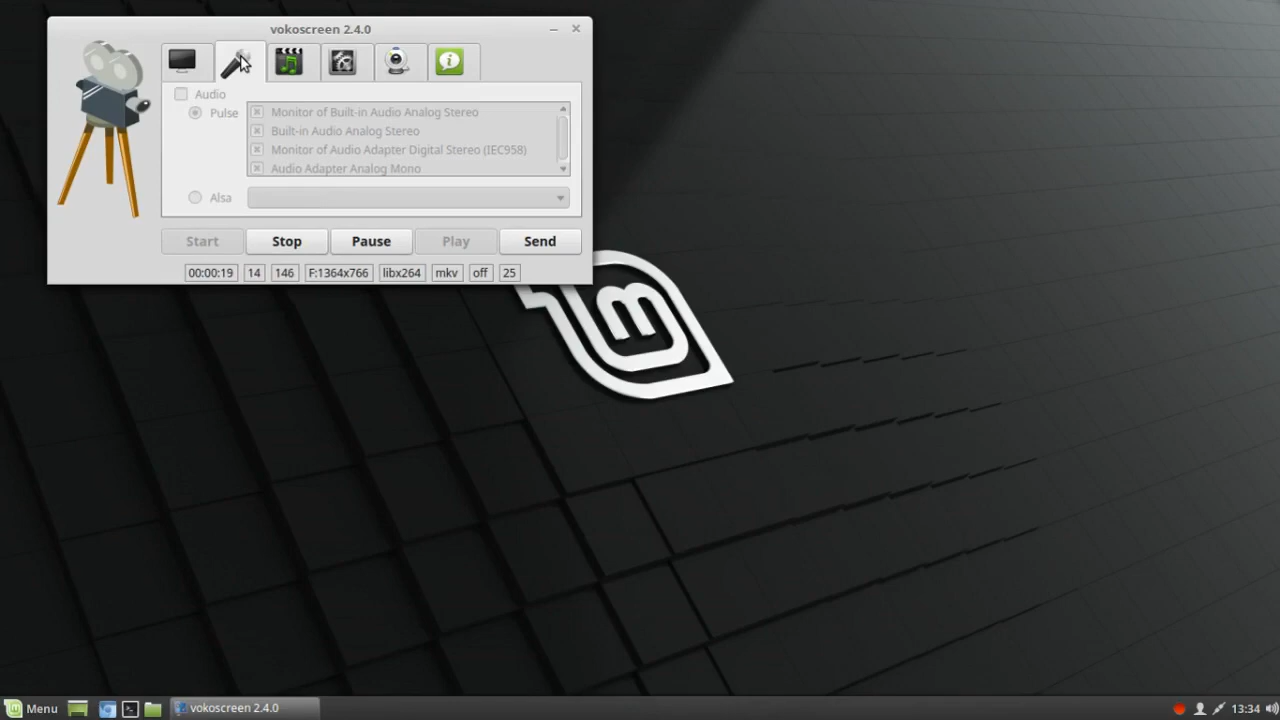 vokoscreen 2.4.0
Audio
Pulse
Monitor of Built-in Audio Analog Stereo
Built-in Audio Analog Stereo
Monitor of Audio Adapter Digital Stereo (IEC958)
Audio Adapter Analog Mono
Alsa
Start Stop Pause Play Send
00:00:19 14 146 F:1364x766 libx264 mkv off 25
Menu vokoscreen 2.4.0 13:34